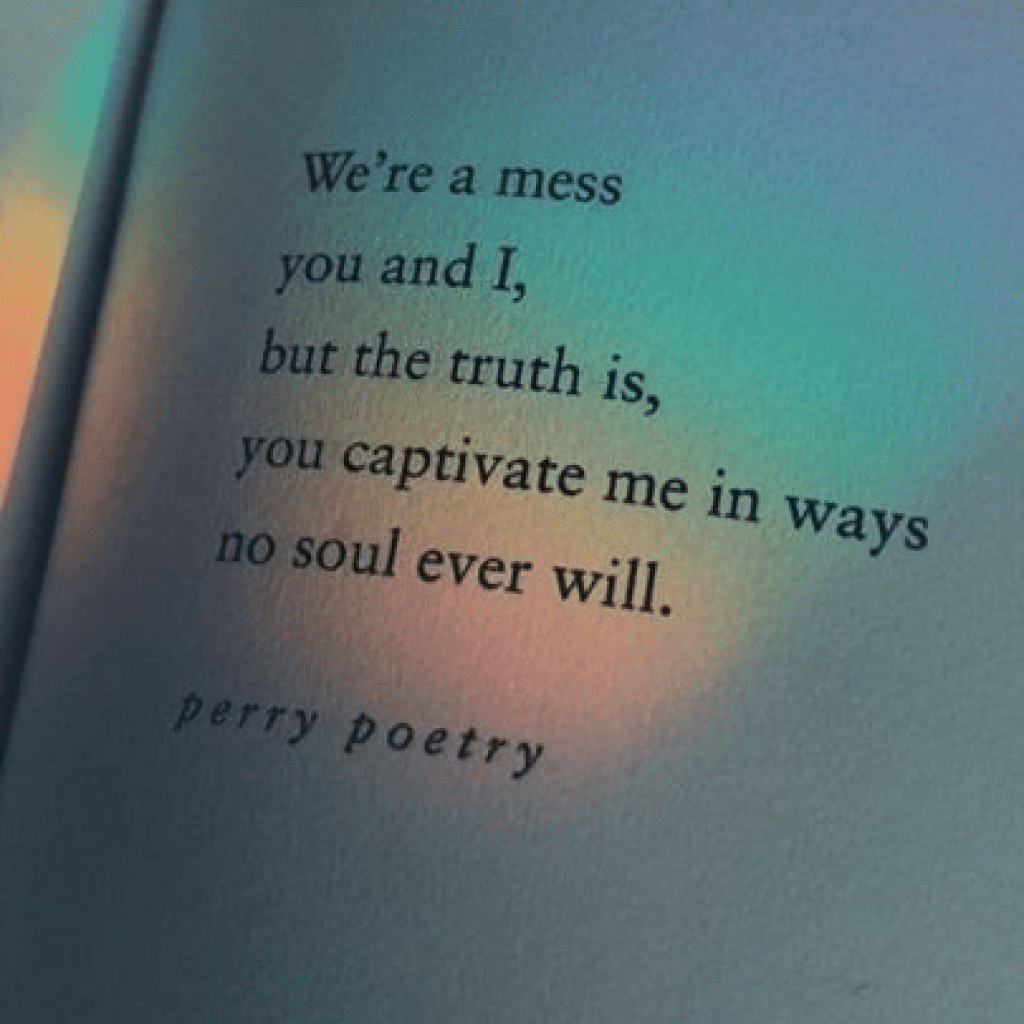 We’re a mess
you and I,
but the truth is,
you captivate me in ways
no soul ever will.
perry poetry